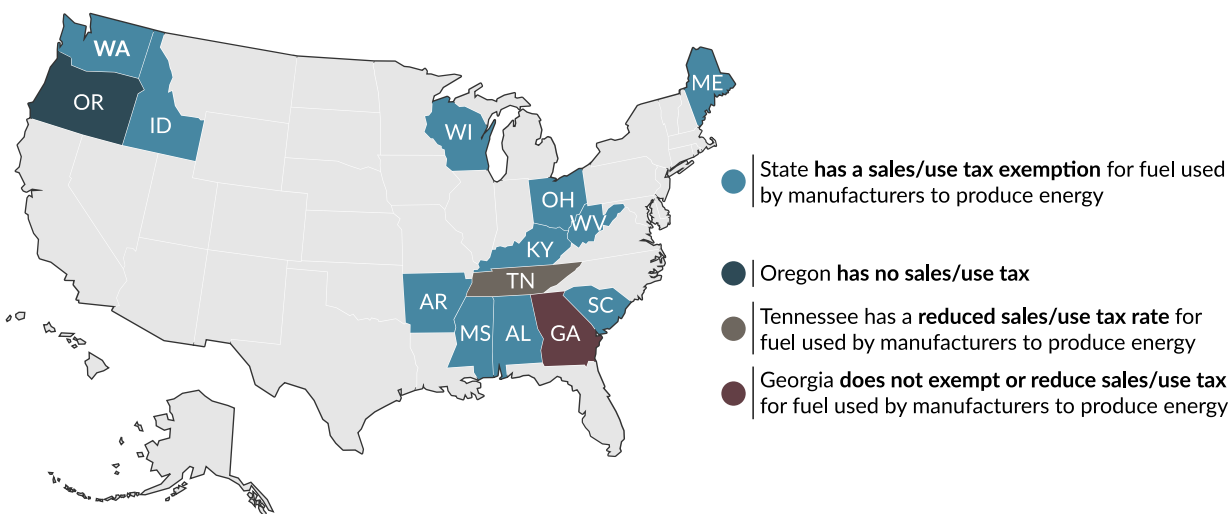 WA
OR
ID
WI
ME
OH
WV
KY
TN
AR
SC
MS
AL
GA
State has a sales/use tax exemption for fuel used
by manufacturers to produce energy
Oregon has no sales/use tax
Tennessee has a reduced sales/use tax rate for
fuel used by manufacturers to produce energy
Georgia does not exempt or reduce sales/use tax
for fuel used by manufacturers to produce energy